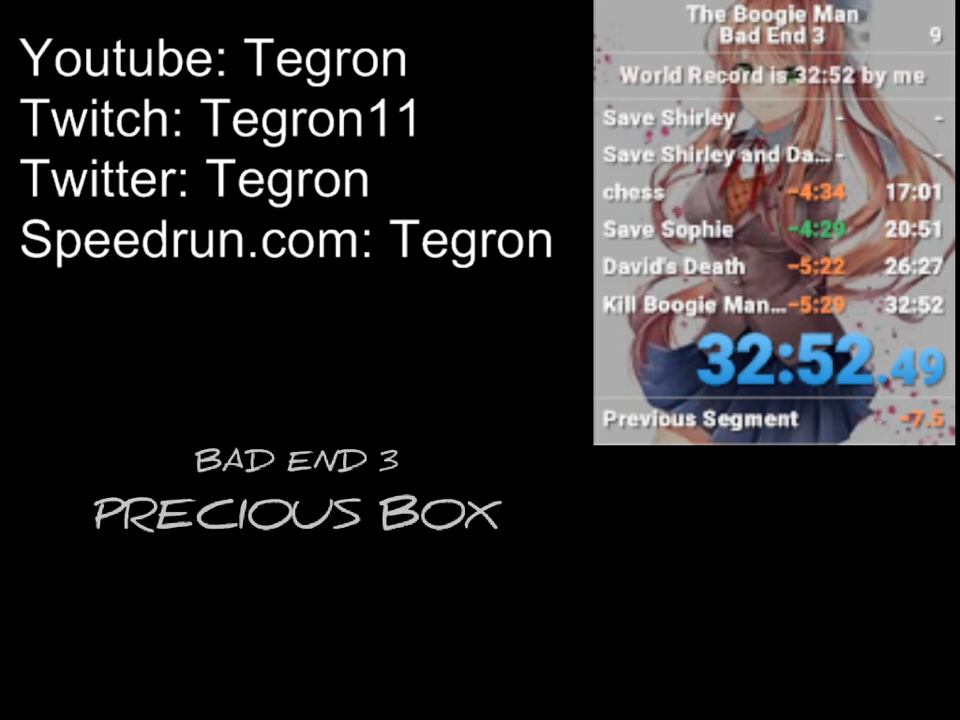 Youtube: Tegron
Twitch: Tegron11
Twitter: Tegron
Speedrun.com: Tegron
The Boogie Man
Bad End 3 9
World Record is 32:52 by me
Save Shirley - -
Save Shirley and Da... - -
chess -4:34 17:01
Save Sophie -4:29 20:51
David's Death -5:22 26:27
Kill Boogie Man... -5:29 32:52
32:52.49
Previous Segment -7.5
BAD END 3
PRECIOUS BOX